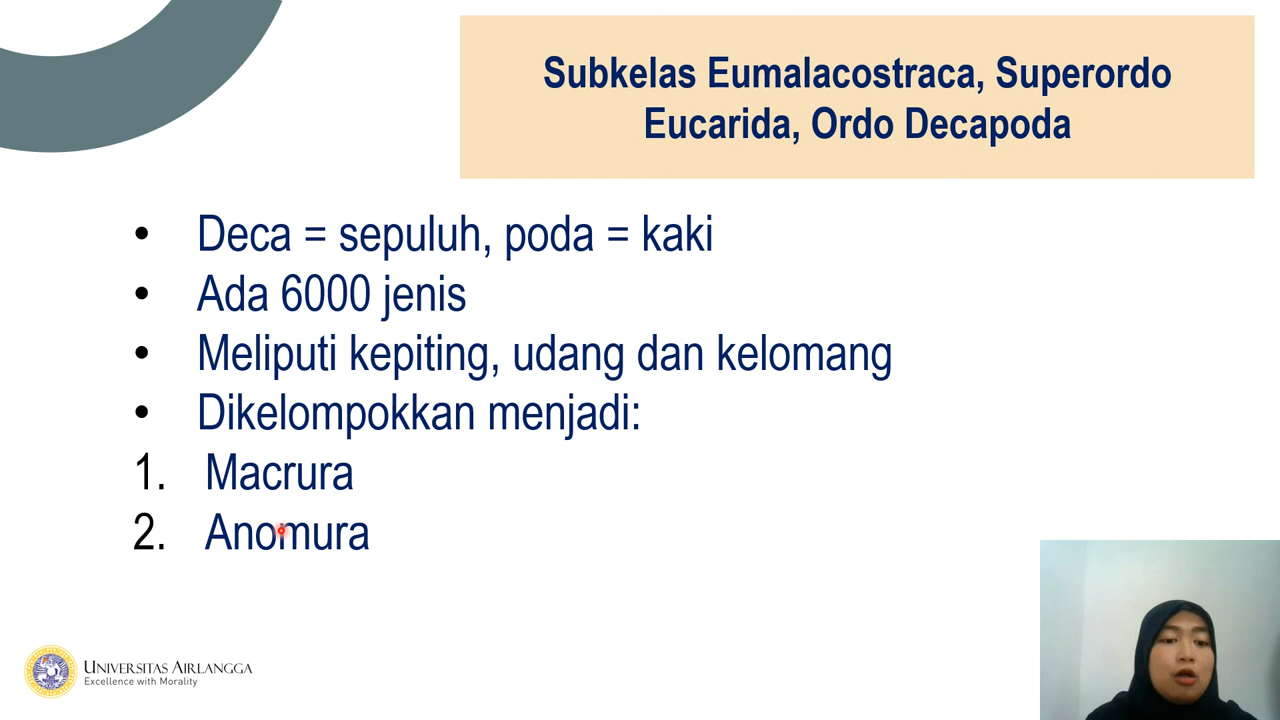 Subkelas Eumalacostraca, Superordo
Eucarida, Ordo Decapoda
• Deca = sepuluh, poda = kaki
• Ada 6000 jenis
• Meliputi kepiting, udang dan kelomang
• Dikelompokkan menjadi:
1. Macrura
2. Anomura
UNIVERSITAS AIRLANGGA
Excellence with Morality